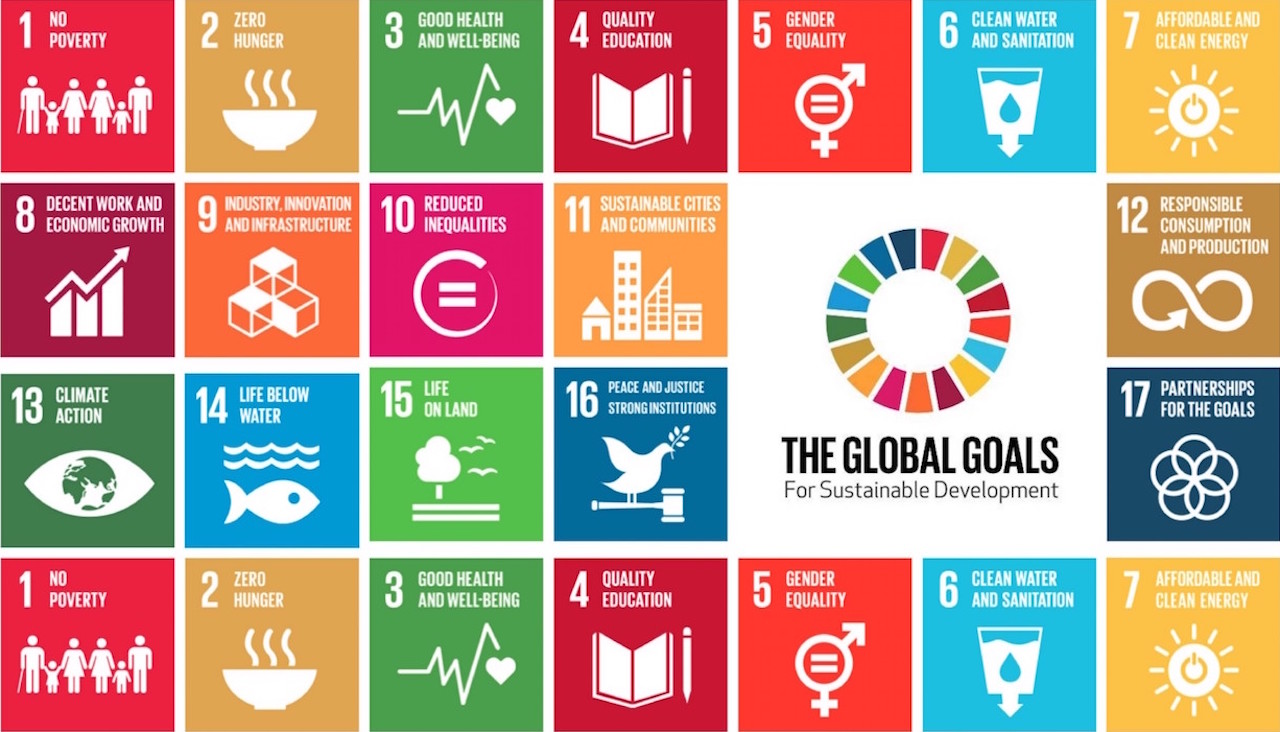 1 NO
POVERTY
2 ZERO
HUNGER
3 GOOD HEALTH
AND WELL-BEING
4 QUALITY
EDUCATION
5 GENDER
EQUALITY
6 CLEAN WATER
AND SANITATION
7 AFFORDABLE AND
CLEAN ENERGY
8 DECENT WORK AND
ECONOMIC GROWTH
9 INDUSTRY, INNOVATION
AND INFRASTRUCTURE
10 REDUCED
INEQUALITIES
11 SUSTAINABLE CITIES
AND COMMUNITIES
12 RESPONSIBLE
CONSUMPTION
AND PRODUCTION
13 CLIMATE
ACTION
14 LIFE BELOW
WATER
15 LIFE
ON LAND
16 PEACE AND JUSTICE
STRONG INSTITUTIONS
THE GLOBAL GOALS
For Sustainable Development
17 PARTNERSHIPS
FOR THE GOALS
1 NO
POVERTY
2 ZERO
HUNGER
3 GOOD HEALTH
AND WELL-BEING
4 QUALITY
EDUCATION
5 GENDER
EQUALITY
6 CLEAN WATER
AND SANITATION
7 AFFORDABLE AND
CLEAN ENERGY